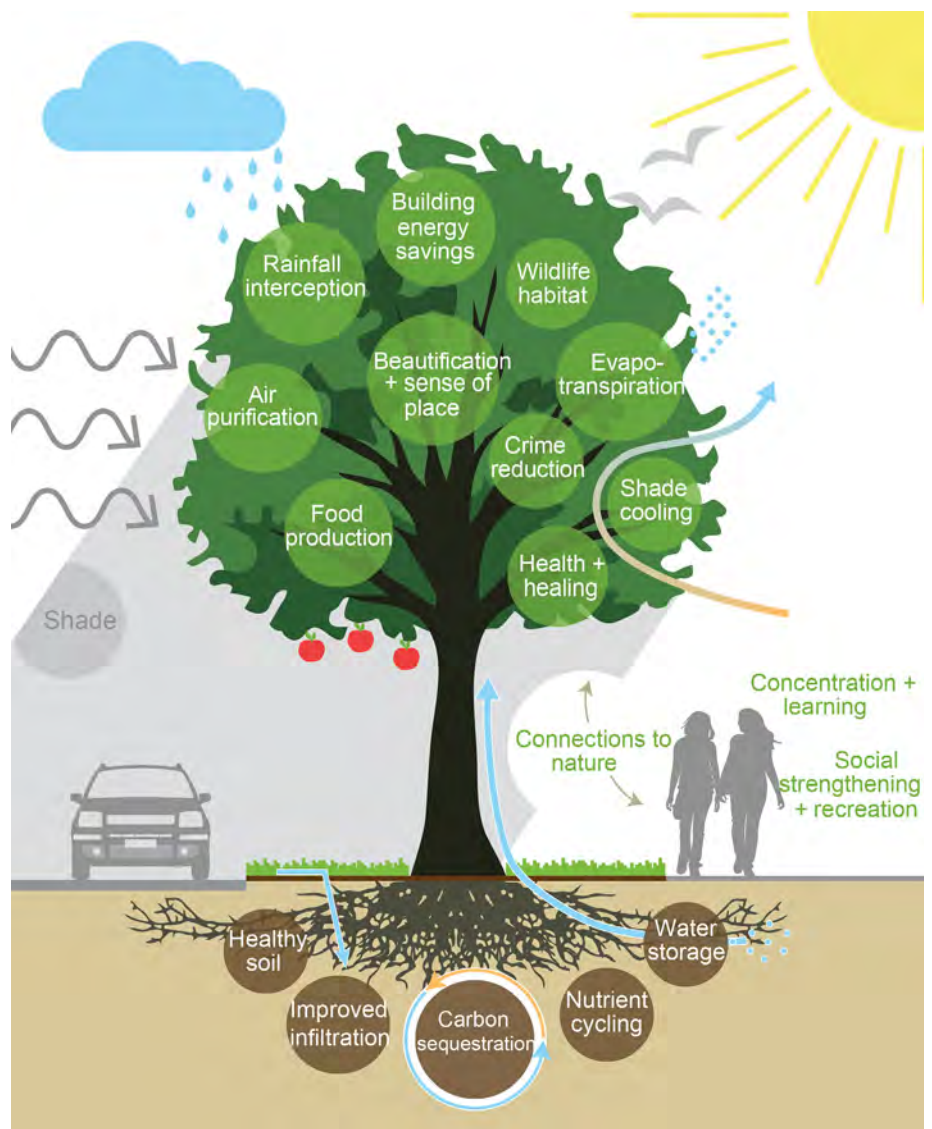 Building
energy
savings
Rainfall
interception
Wildlife
habitat
Beautification
+ sense of
place
Evapo-
transpiration
Air
purification
Crime
reduction
Shade
cooling
Food
production
Health +
healing
Shade
Concentration +
learning
Connections to
nature
Social
strengthening
+ recreation
Healthy
soil
Water
storage
Improved
infiltration
Carbon
sequestration
Nutrient
cycling